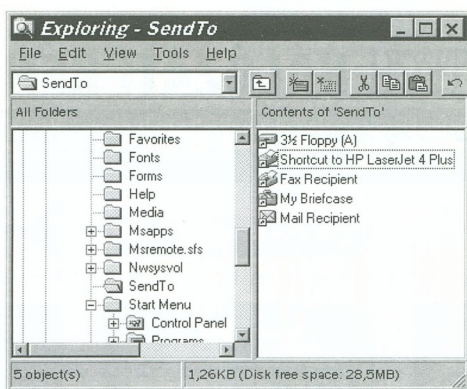 Exploring - SendTo
File Edit View Tools Help
SendTo
All Folders
Contents of 'SendTo'
Favorites
Fonts
Forms
Help
Media
Msapps
Msremote.sfs
Nwsysvol
SendTo
Start Menu
Control Panel
Programs
3½ Floppy (A)
Shortcut to HP LaserJet 4 Plus
Fax Recipient
My Briefcase
Mail Recipient
5 object(s)
1,26KB (Disk free space: 28,5MB)